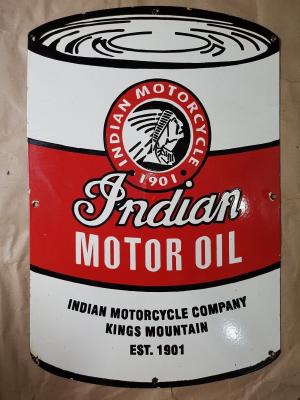 INDIAN MOTORCYCLE
1901
Indian
MOTOR OIL
INDIAN MOTORCYCLE COMPANY
KINGS MOUNTAIN
EST. 1901